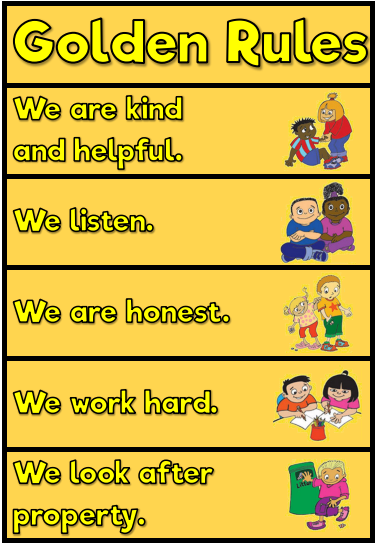 Golden Rules
We are kind
and helpful.
We listen.
We are honest.
We work hard.
We look after
property.
Litter